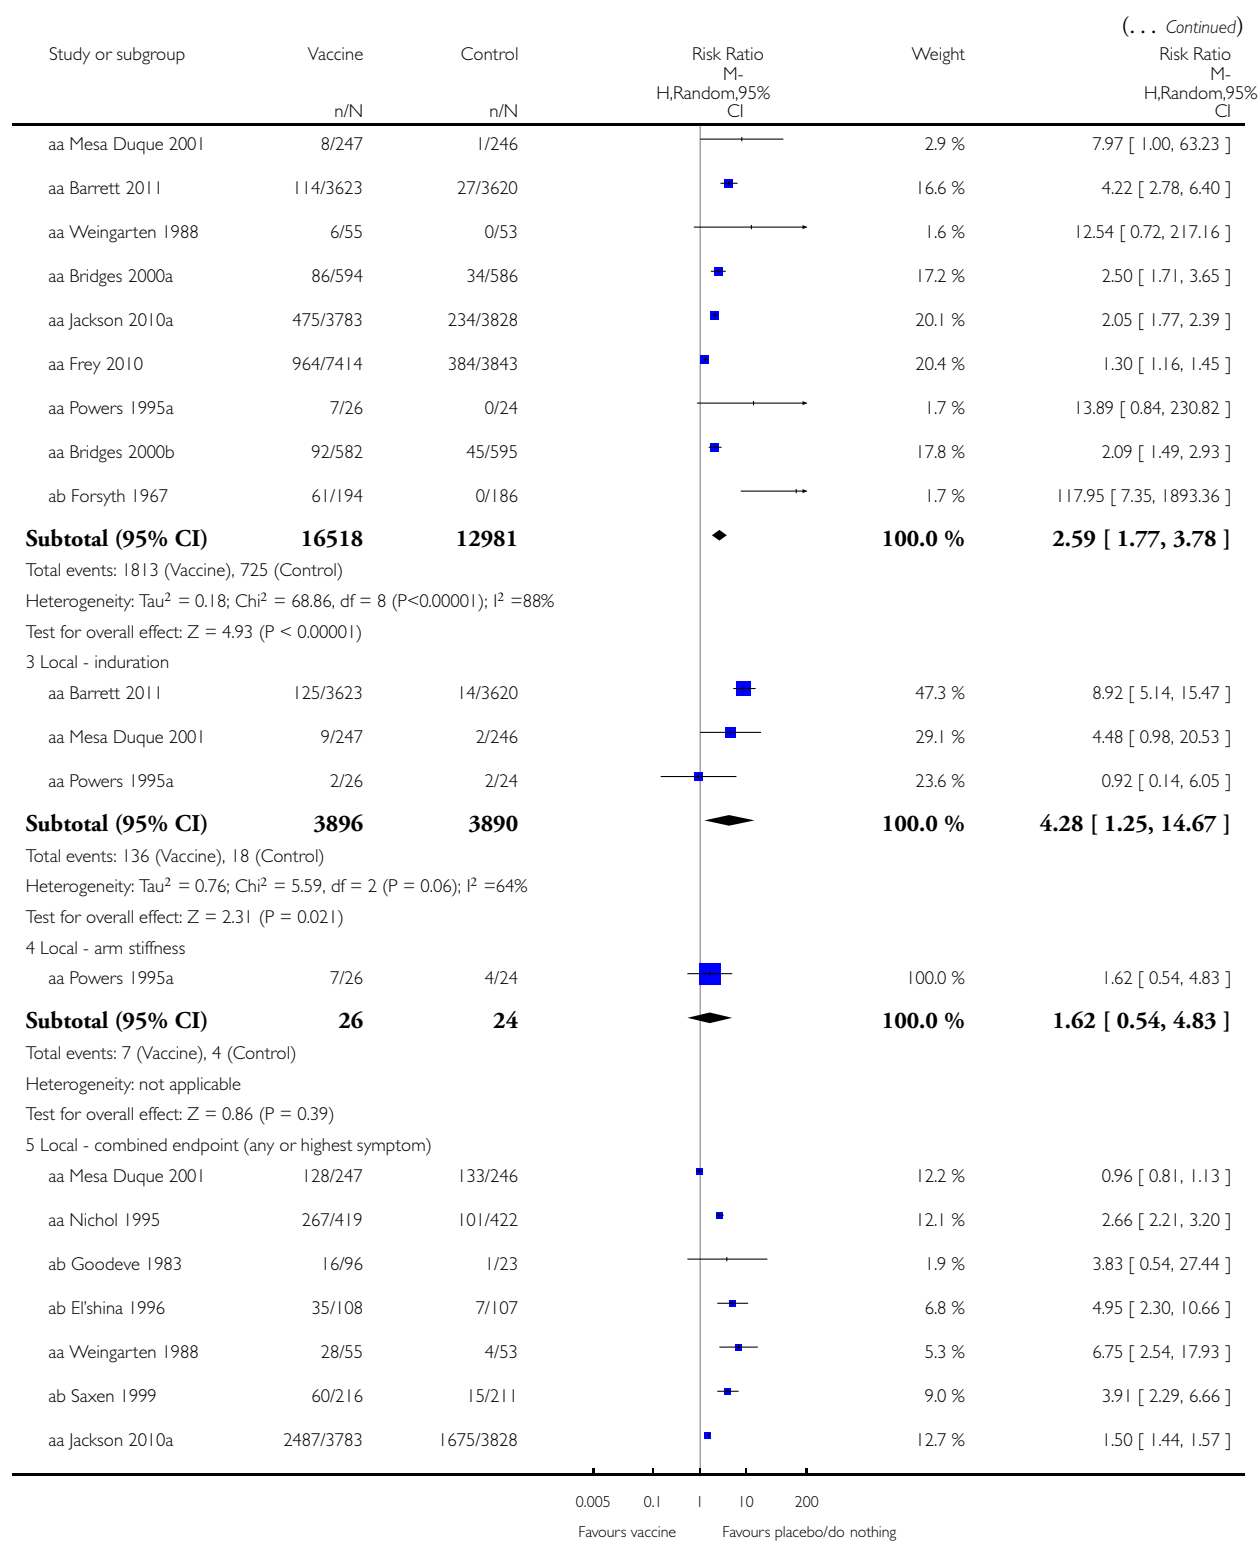 (... Continued)
Study or subgroup Vaccine Control Risk Ratio Weight Risk Ratio
M- M-
H,Random,95% H,Random,95%
n/N n/N CI CI
aa Mesa Duque 2001 8/247 1/246 2.9 % 7.97 [ 1.00, 63.23 ]
aa Barrett 2011 114/3623 27/3620 16.6 % 4.22 [ 2.78, 6.40 ]
aa Weingarten 1988 6/55 0/53 1.6 % 12.54 [ 0.72, 217.16 ]
aa Bridges 2000a 86/594 34/586 17.2 % 2.50 [ 1.71, 3.65 ]
aa Jackson 2010a 475/3783 234/3828 20.1 % 2.05 [ 1.77, 2.39 ]
aa Frey 2010 964/7414 384/3843 20.4 % 1.30 [ 1.16, 1.45 ]
aa Powers 1995a 7/26 0/24 1.7 % 13.89 [ 0.84, 230.82 ]
aa Bridges 2000b 92/582 45/595 17.8 % 2.09 [ 1.49, 2.93 ]
ab Forsyth 1967 61/194 0/186 1.7 % 117.95 [ 7.35, 1893.36 ]
Subtotal (95% CI) 16518 12981 100.0 % 2.59 [ 1.77, 3.78 ]
Total events: 1813 (Vaccine), 725 (Control)
Heterogeneity: Tau² = 0.18; Chi² = 68.86, df = 8 (P<0.00001); I² =88%
Test for overall effect: Z = 4.93 (P < 0.00001)
3 Local - induration
aa Barrett 2011 125/3623 14/3620 47.3 % 8.92 [ 5.14, 15.47 ]
aa Mesa Duque 2001 9/247 2/246 29.1 % 4.48 [ 0.98, 20.53 ]
aa Powers 1995a 2/26 2/24 23.6 % 0.92 [ 0.14, 6.05 ]
Subtotal (95% CI) 3896 3890 100.0 % 4.28 [ 1.25, 14.67 ]
Total events: 136 (Vaccine), 18 (Control)
Heterogeneity: Tau² = 0.76; Chi² = 5.59, df = 2 (P = 0.06); I² =64%
Test for overall effect: Z = 2.31 (P = 0.021)
4 Local - arm stiffness
aa Powers 1995a 7/26 4/24 100.0 % 1.62 [ 0.54, 4.83 ]
Subtotal (95% CI) 26 24 100.0 % 1.62 [ 0.54, 4.83 ]
Total events: 7 (Vaccine), 4 (Control)
Heterogeneity: not applicable
Test for overall effect: Z = 0.86 (P = 0.39)
5 Local - combined endpoint (any or highest symptom)
aa Mesa Duque 2001 128/247 133/246 12.2 % 0.96 [ 0.81, 1.13 ]
aa Nichol 1995 267/419 101/422 12.1 % 2.66 [ 2.21, 3.20 ]
ab Goodeve 1983 16/96 1/23 1.9 % 3.83 [ 0.54, 27.44 ]
ab El'shina 1996 35/108 7/107 6.8 % 4.95 [ 2.30, 10.66 ]
aa Weingarten 1988 28/55 4/53 5.3 % 6.75 [ 2.54, 17.93 ]
ab Saxen 1999 60/216 15/211 9.0 % 3.91 [ 2.29, 6.66 ]
aa Jackson 2010a 2487/3783 1675/3828 12.7 % 1.50 [ 1.44, 1.57 ]
0.005 0.1 1 10 200
Favours vaccine Favours placebo/do nothing